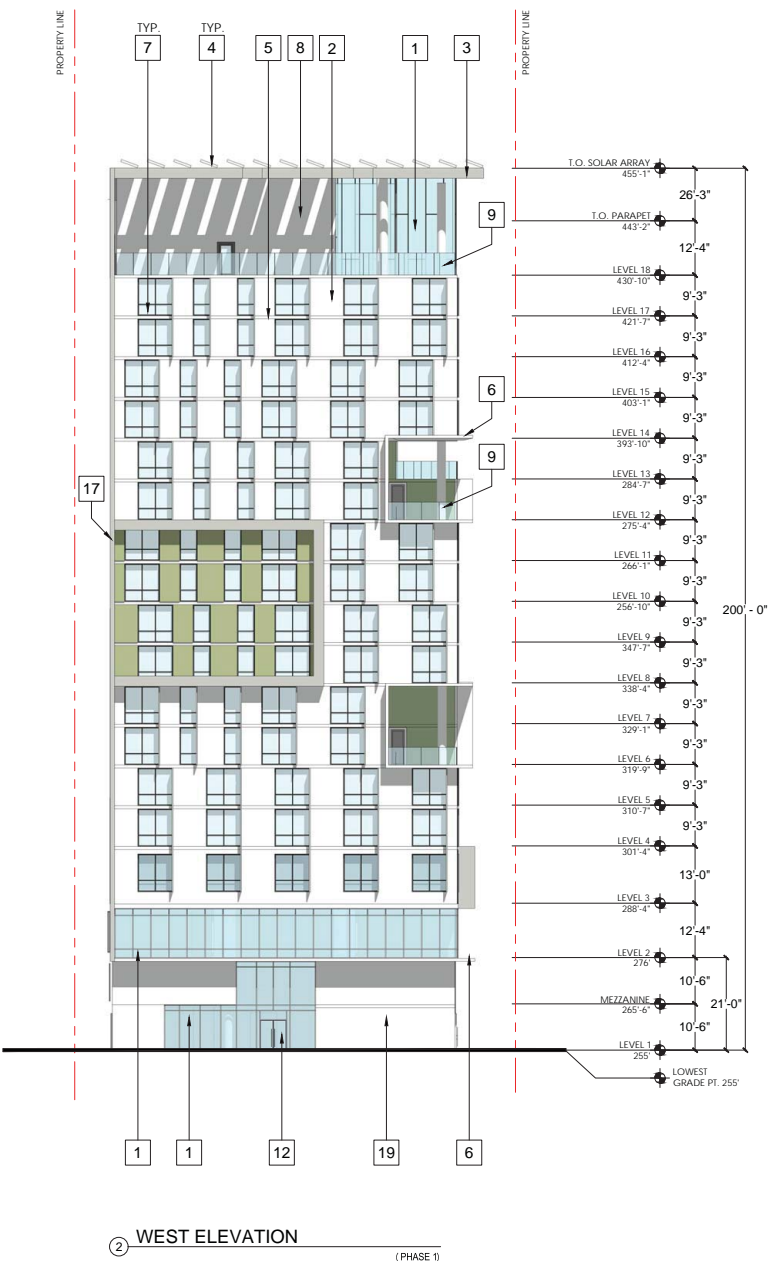 PROPERTY LINE
PROPERTY LINE
TYP.
7
TYP.
4
5
8
2
1
3
9
6
9
17
T.O. SOLAR ARRAY
455'-1"
26'-3"
T.O. PARAPET
443'-2"
12'-4"
LEVEL 18
430'-10"
9'-3"
LEVEL 17
421'-7"
9'-3"
LEVEL 16
412'-4"
9'-3"
LEVEL 15
403'-1"
9'-3"
LEVEL 14
393'-10"
9'-3"
LEVEL 13
284'-7"
9'-3"
LEVEL 12
275'-4"
9'-3"
LEVEL 11
266'-1"
9'-3"
LEVEL 10
256'-10"
9'-3"
200' - 0"
LEVEL 9
347'-7"
9'-3"
LEVEL 8
338'-4"
9'-3"
LEVEL 7
329'-1"
9'-3"
LEVEL 6
319'-9"
9'-3"
LEVEL 5
310'-7"
9'-3"
LEVEL 4
301'-4"
13'-0"
LEVEL 3
288'-4"
12'-4"
LEVEL 2
276'
10'-6"
MEZZANINE
265'-6"
21'-0"
10'-6"
LEVEL 1
255'
LOWEST
GRADE PT. 255'
1
1
12
19
6
2 WEST ELEVATION
( PHASE 1)